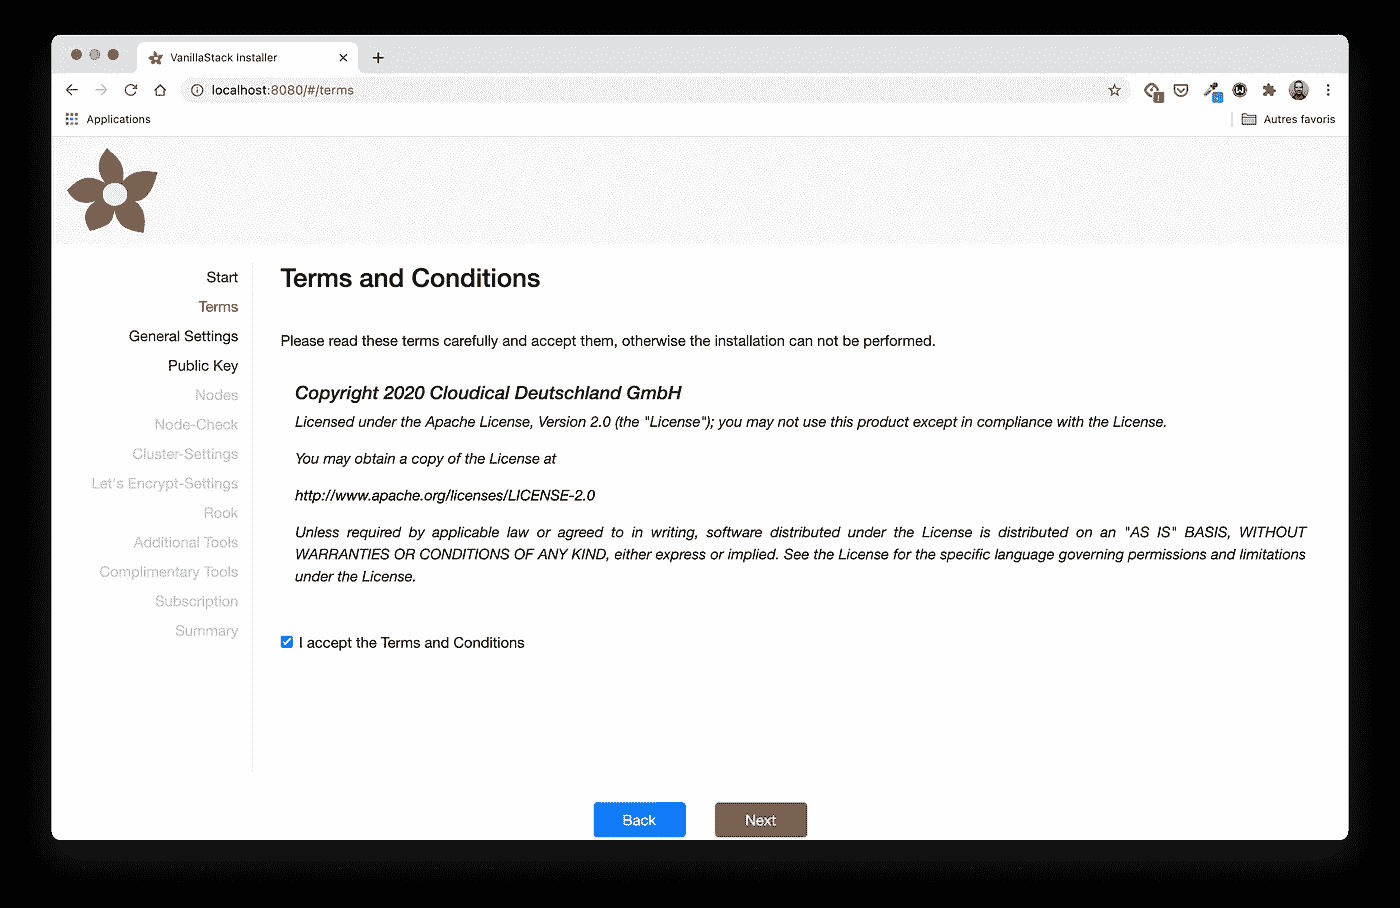 VanillaStack Installer
localhost:8080/#/terms
Applications
Autres favoris
Start
Terms
General Settings
Public Key
Nodes
Node-Check
Cluster-Settings
Let's Encrypt-Settings
Rook
Additional Tools
Complimentary Tools
Subscription
Summary
Terms and Conditions
Please read these terms carefully and accept them, otherwise the installation can not be performed.
Copyright 2020 Cloudical Deutschland GmbH
Licensed under the Apache License, Version 2.0 (the "License"); you may not use this product except in compliance with the License.
You may obtain a copy of the License at
http://www.apache.org/licenses/LICENSE-2.0
Unless required by applicable law or agreed to in writing, software distributed under the License is distributed on an "AS IS" BASIS, WITHOUT
WARRANTIES OR CONDITIONS OF ANY KIND, either express or implied. See the License for the specific language governing permissions and limitations
under the License.
I accept the Terms and Conditions
Back
Next